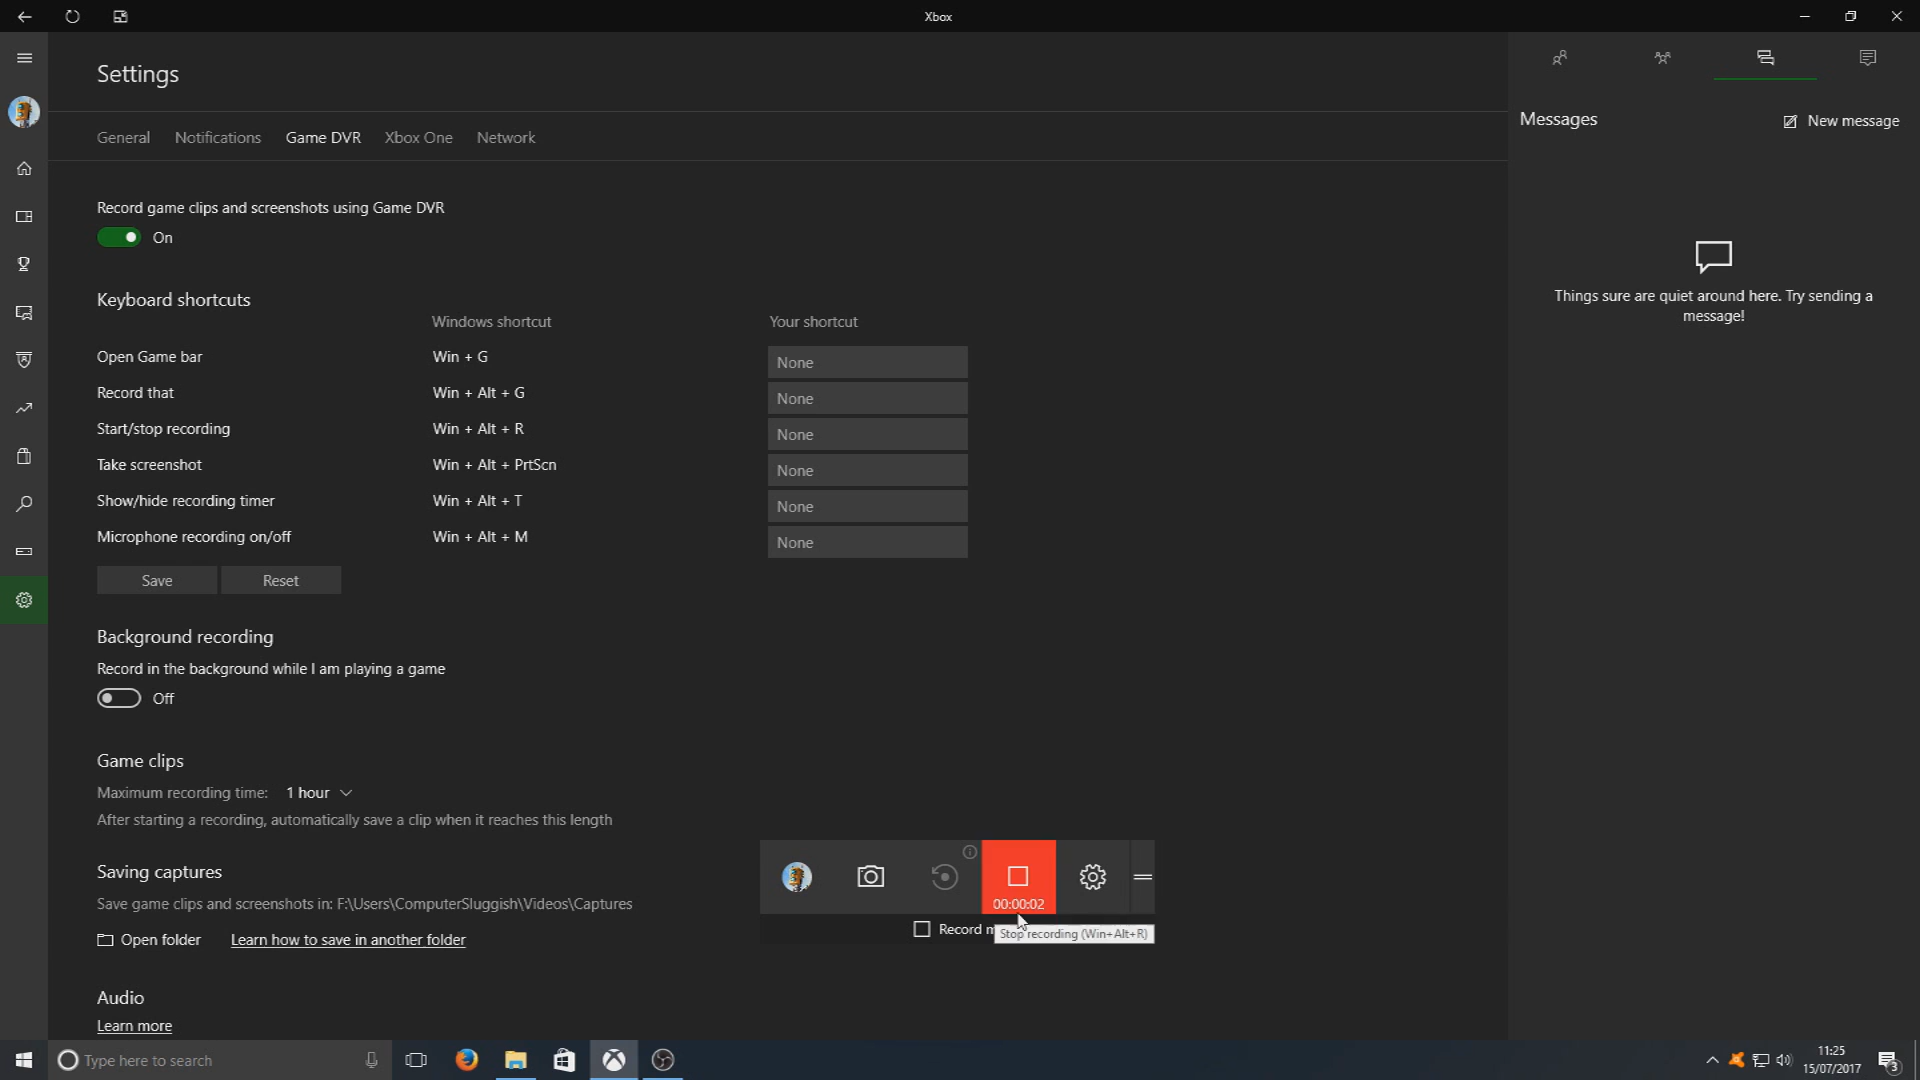 Xbox
Settings
General Notifications Game DVR Xbox One Network
Record game clips and screenshots using Game DVR
On
Keyboard shortcuts
Windows shortcut Your shortcut
Open Game bar Win + G None
Record that Win + Alt + G None
Start/stop recording Win + Alt + R None
Take screenshot Win + Alt + PrtScn None
Show/hide recording timer Win + Alt + T None
Microphone recording on/off Win + Alt + M None
Save Reset
Background recording
Record in the background while I am playing a game
Off
Game clips
Maximum recording time: 1 hour
After starting a recording, automatically save a clip when it reaches this length
Saving captures
Save game clips and screenshots in: F:\Users\ComputerSluggish\Videos\Captures
Open folder Learn how to save in another folder
Audio
Learn more
00:00:02
Record
Stop recording (Win+Alt+R)
Messages New message
Things sure are quiet around here. Try sending a
message!
Type here to search
11:25
15/07/2017
3